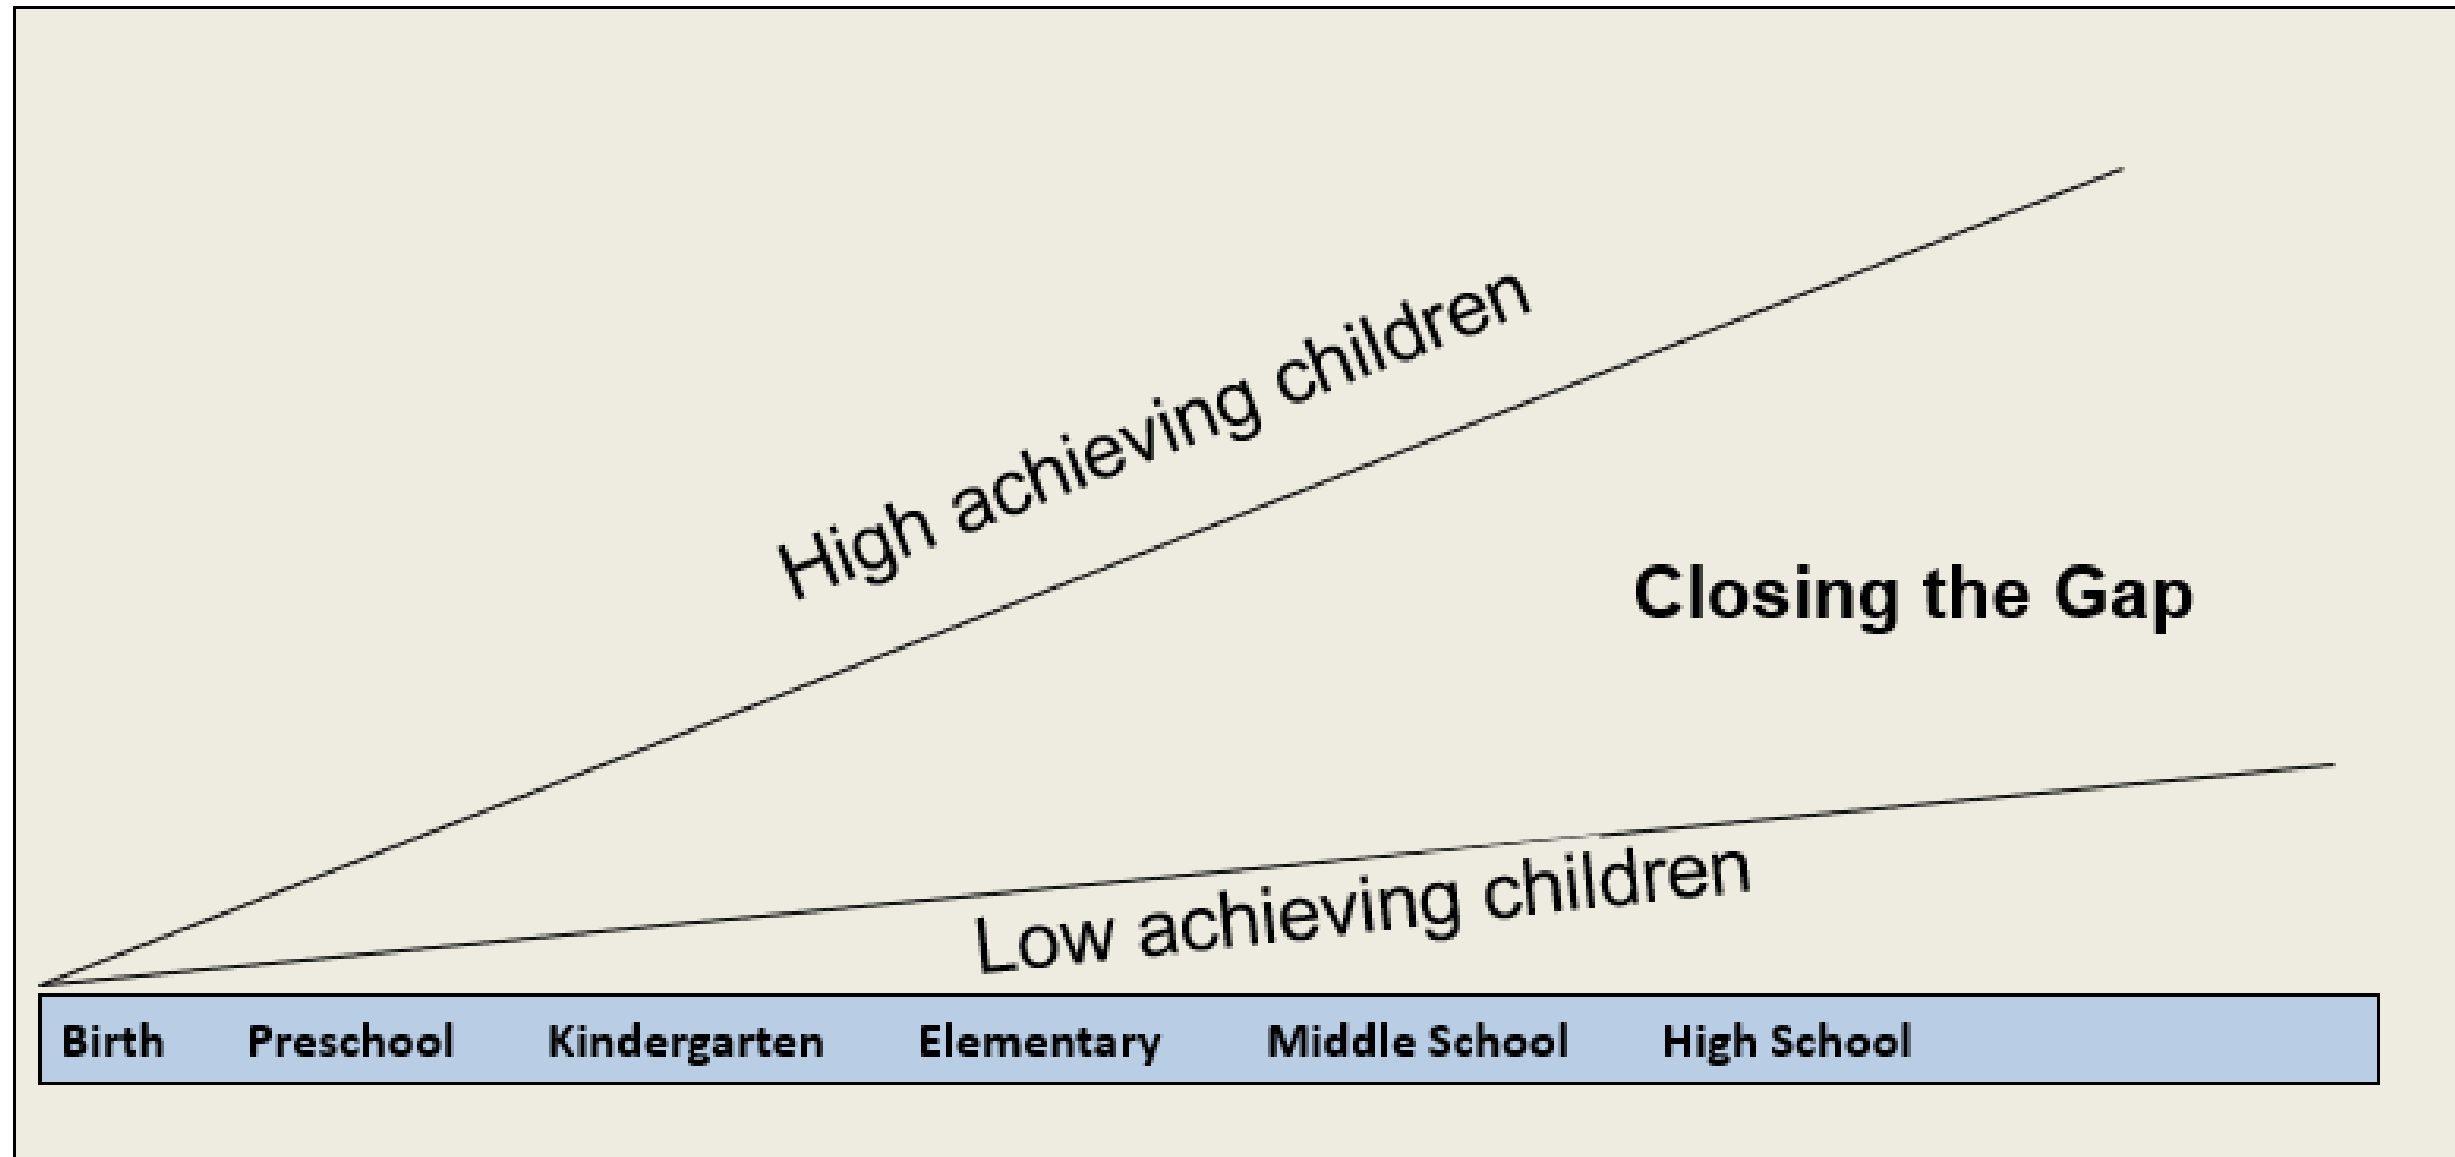 High achieving children
Closing the Gap
Low achieving children
Birth Preschool Kindergarten Elementary Middle School High School